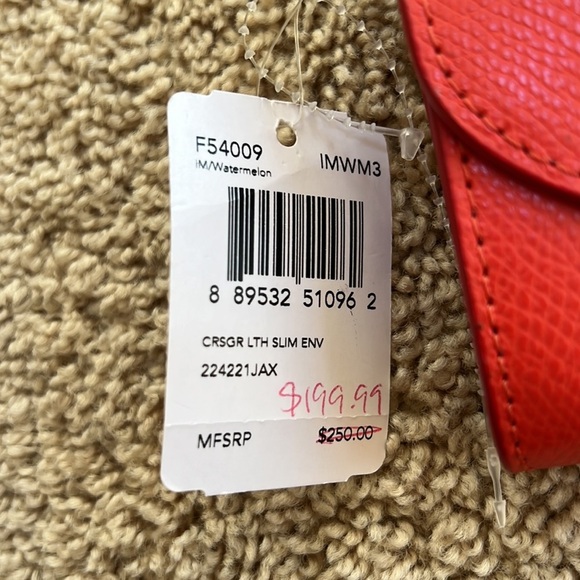 F54009 IMWM3
IM/Watermelon
8 89532 51096 2
CRSGR LTH SLIM ENV
224221JAX
$199.99
MFSRP $250.00